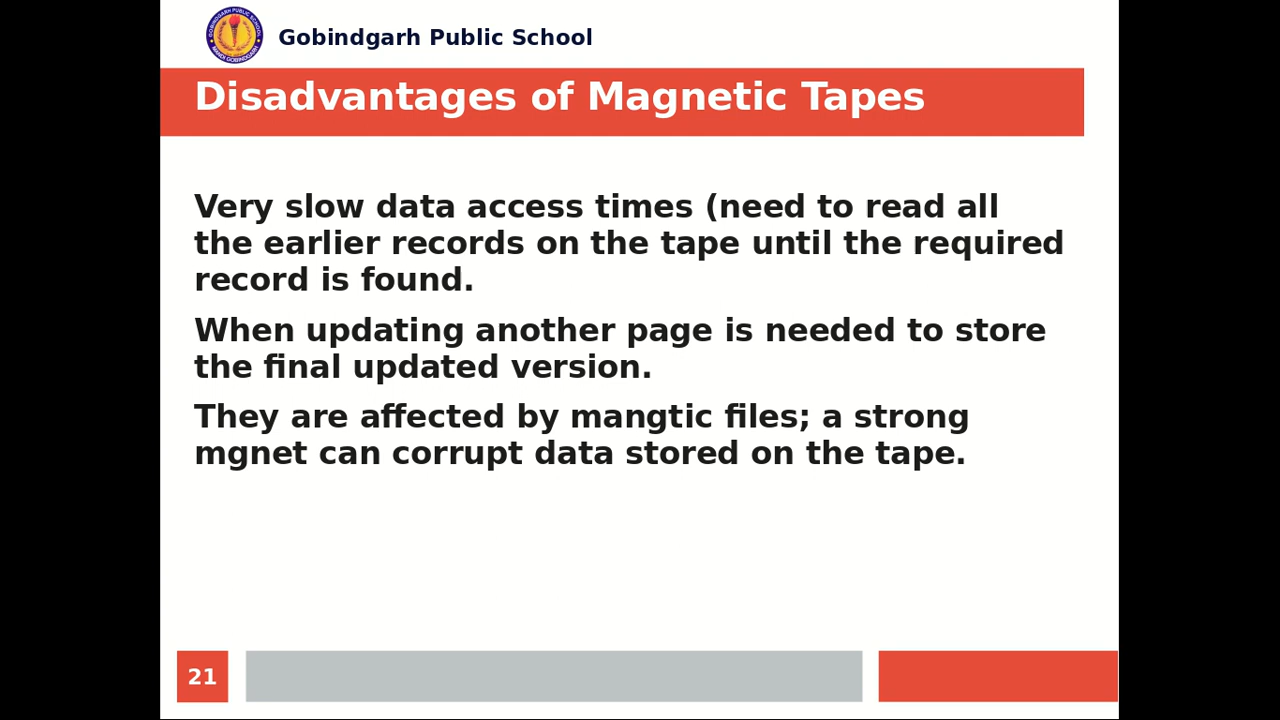 Gobindgarh Public School
Disadvantages of Magnetic Tapes
Very slow data access times (need to read all
the earlier records on the tape until the required
record is found.
When updating another page is needed to store
the final updated version.
They are affected by mangtic files; a strong
mgnet can corrupt data stored on the tape.
21